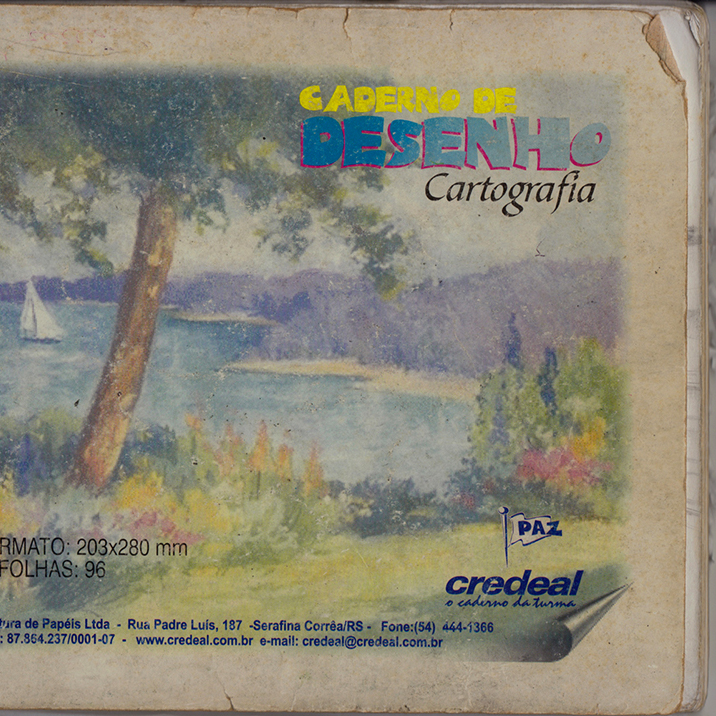 CADERNO DE
DESENHO
Cartografia
PAZ
RMATO: 203x280 mm
FOLHAS: 96
credeal
o caderno da turma
tura de Papéis Ltda - Rua Padre Luís, 187 -Serafina Corrêa/RS - Fone:(54) 444-1366
: 87.864.237/0001-07 - www.credeal.com.br e-mail: credeal@credeal.com.br